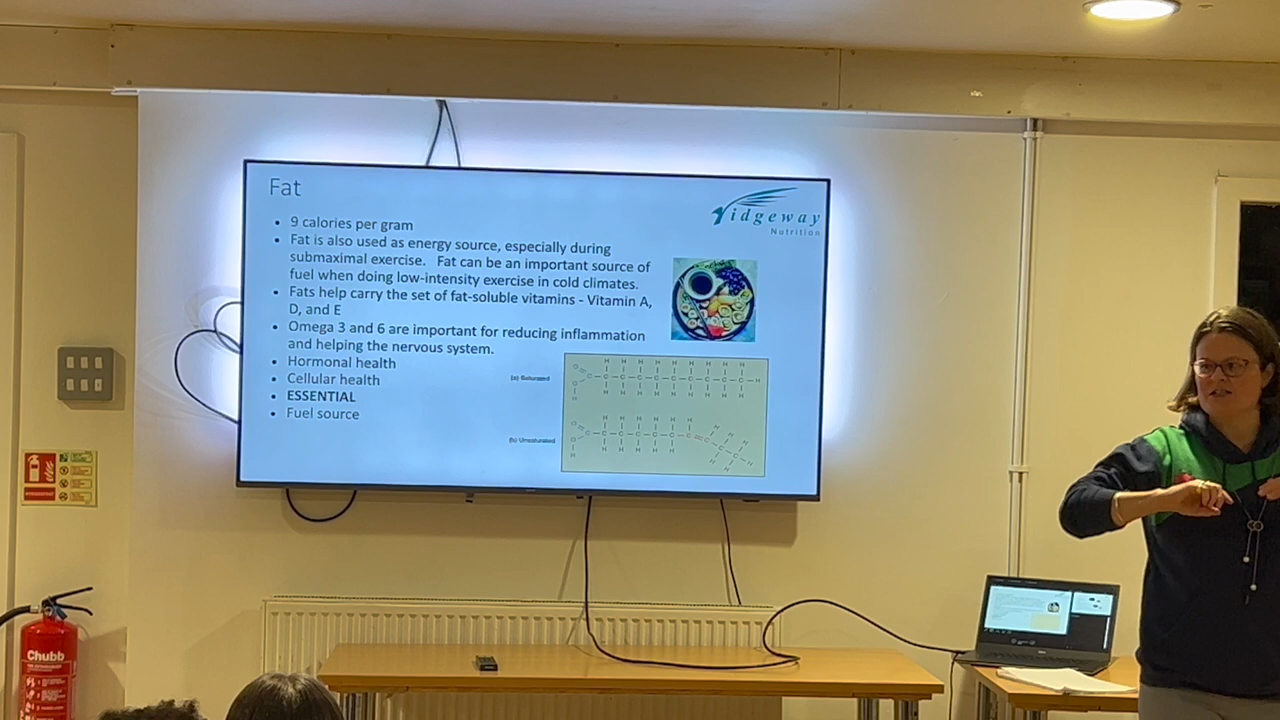 Fat
Ridgeway
Nutrition
• 9 calories per gram
• Fat is also used as energy source, especially during
submaximal exercise. Fat can be an important source of
fuel when doing low-intensity exercise in cold climates.
• Fats help carry the set of fat-soluble vitamins - Vitamin A,
D, and E
• Omega 3 and 6 are important for reducing inflammation
and helping the nervous system.
• Hormonal health
• Cellular health
• ESSENTIAL
• Fuel source
(a) Saturated
(b) Unsaturated
Chubb